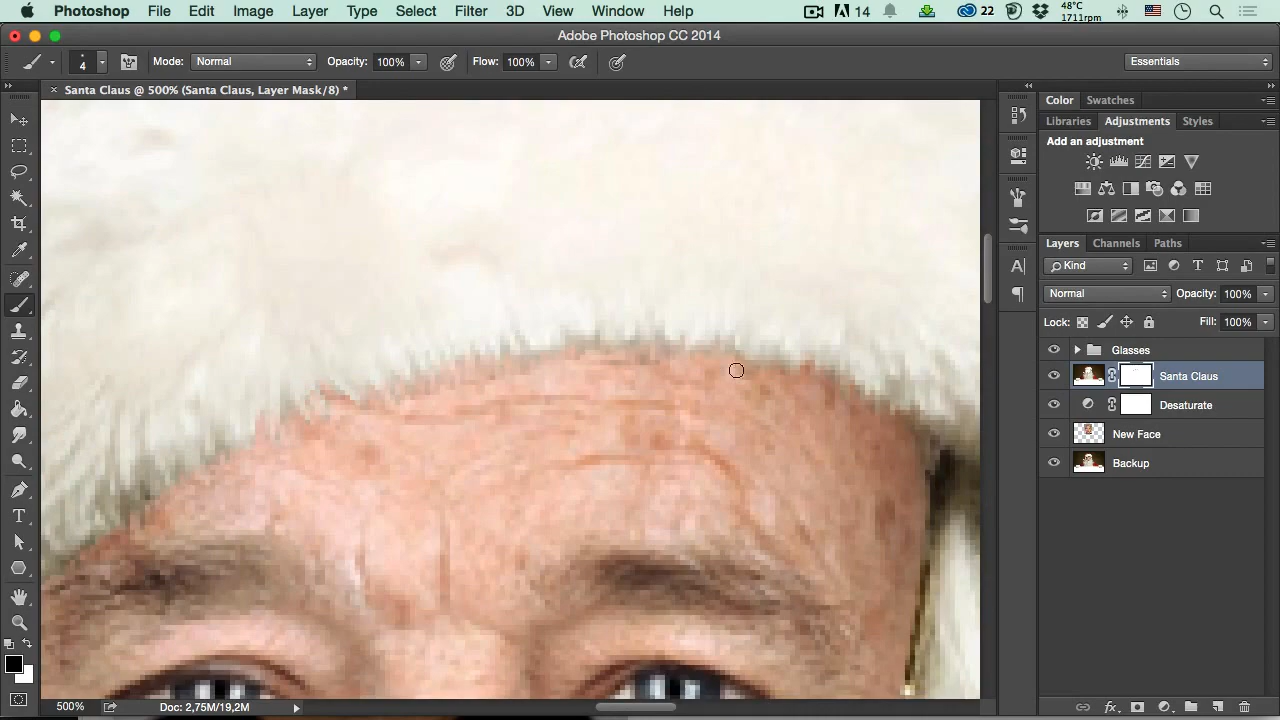 Photoshop File Edit Image Layer Type Select Filter 3D View Window Help 14 22 48°C 1711rpm
Adobe Photoshop CC 2014
4 Mode: Normal Opacity: 100% Flow: 100% Essentials
Santa Claus @ 500% (Santa Claus, Layer Mask/8) *
Color Swatches
Libraries Adjustments Styles
Add an adjustment
Layers Channels Paths
Kind
Normal Opacity: 100%
Lock: Fill: 100%
Glasses
Santa Claus
Desaturate
New Face
Backup
500% Doc: 2,75M/19,2M